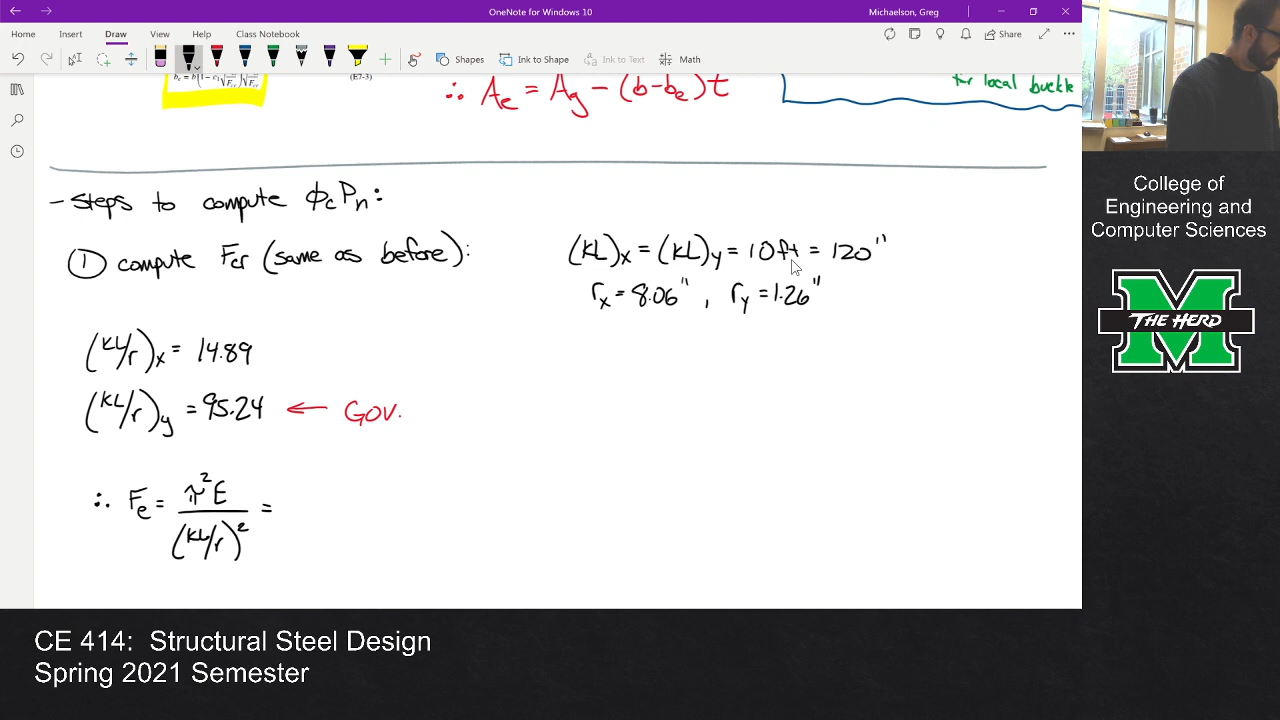 OneNote for Windows 10
Michaelson, Greg
Home Insert Draw View Help Class Notebook
Share
Shapes Ink to Shape Ink to Text Math
(E7-3)
∴ Ae = Ag − (b-be)t
for local buckle
- steps to compute ϕcPn:
① compute Fcr (same as before):
(KL)x = (KL)y = 10ft = 120"
rx = 8.06" , ry = 1.26"
(KL/r)x = 14.89
(KL/r)y = 95.24 ← Gov.
∴ Fe = π²E / (KL/r)² =
College of
Engineering and
Computer Sciences
THE HERD
CE 414: Structural Steel Design
Spring 2021 Semester